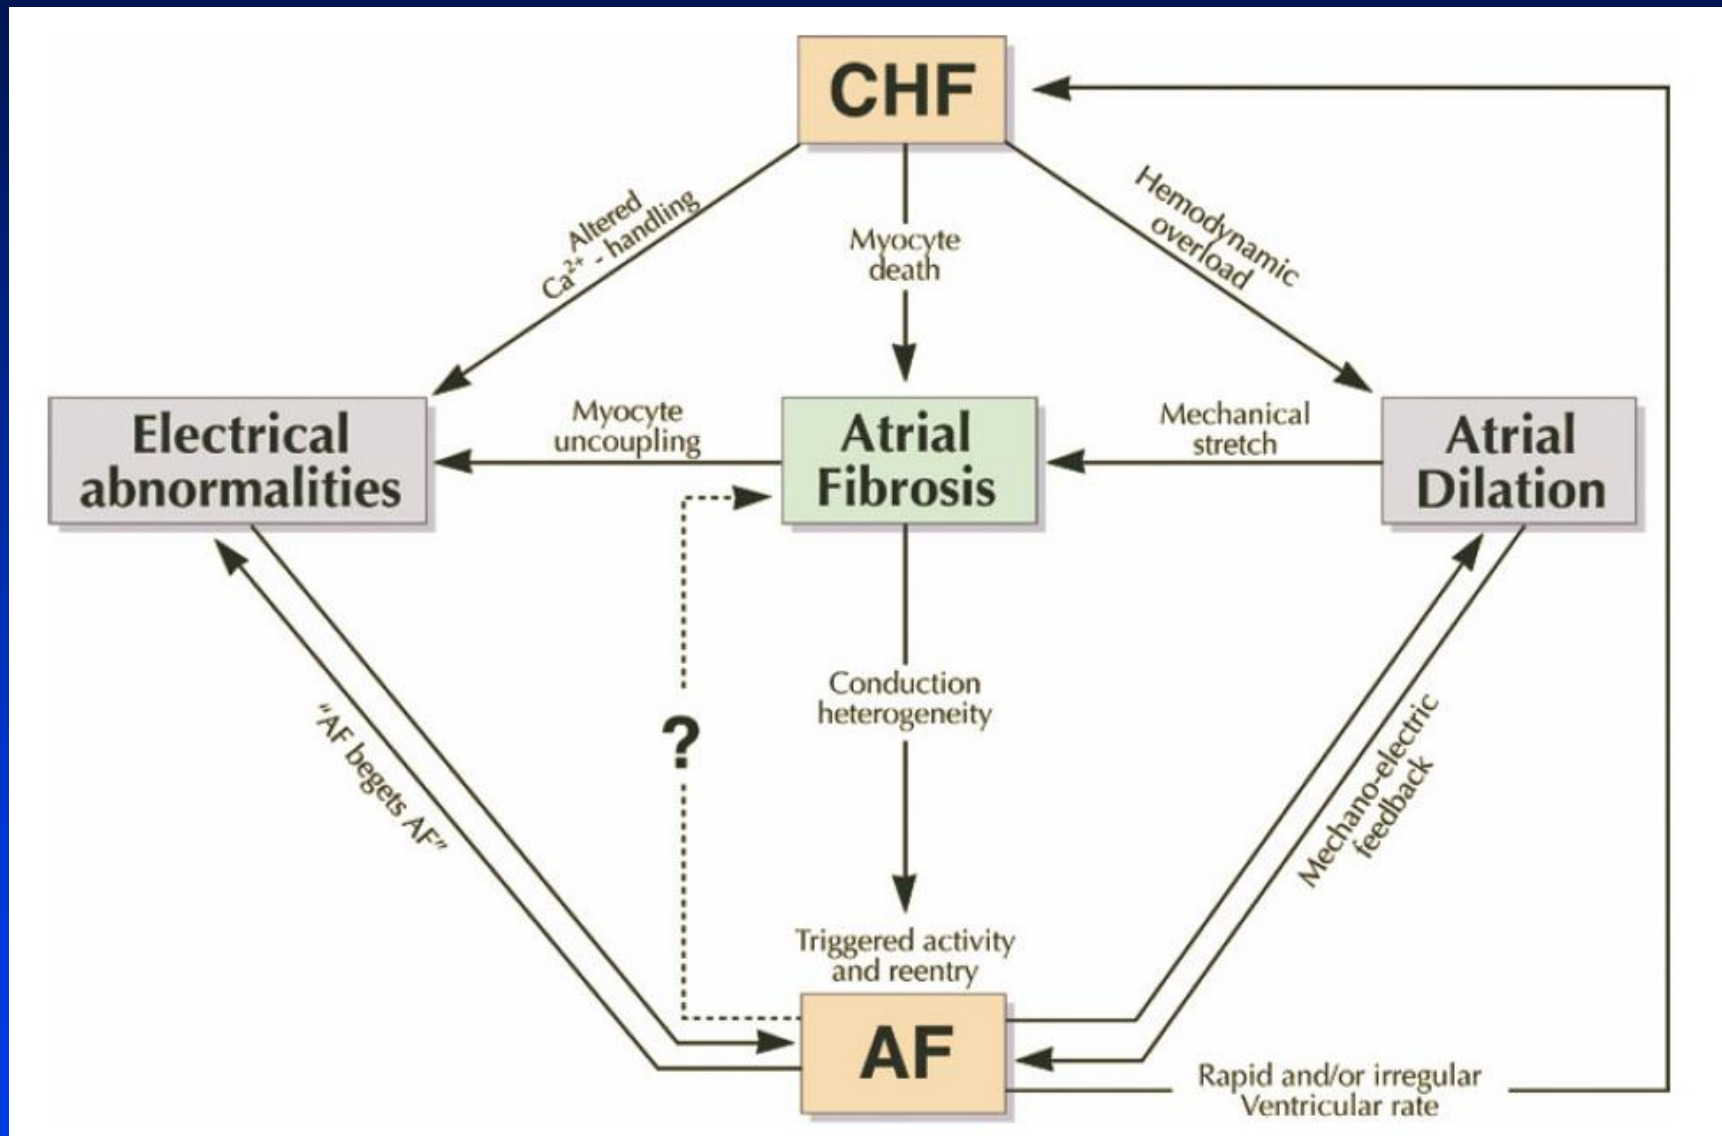 CHF
Altered
Ca²⁺ - handling
Myocyte
death
Hemodynamic
overload
Electrical
abnormalities
Myocyte
uncoupling
Atrial
Fibrosis
Mechanical
stretch
Atrial
Dilation
"AF begets AF"
?
Conduction
heterogeneity
Mechano-electric
feedback
Triggered activity
and reentry
AF
Rapid and/or irregular
Ventricular rate